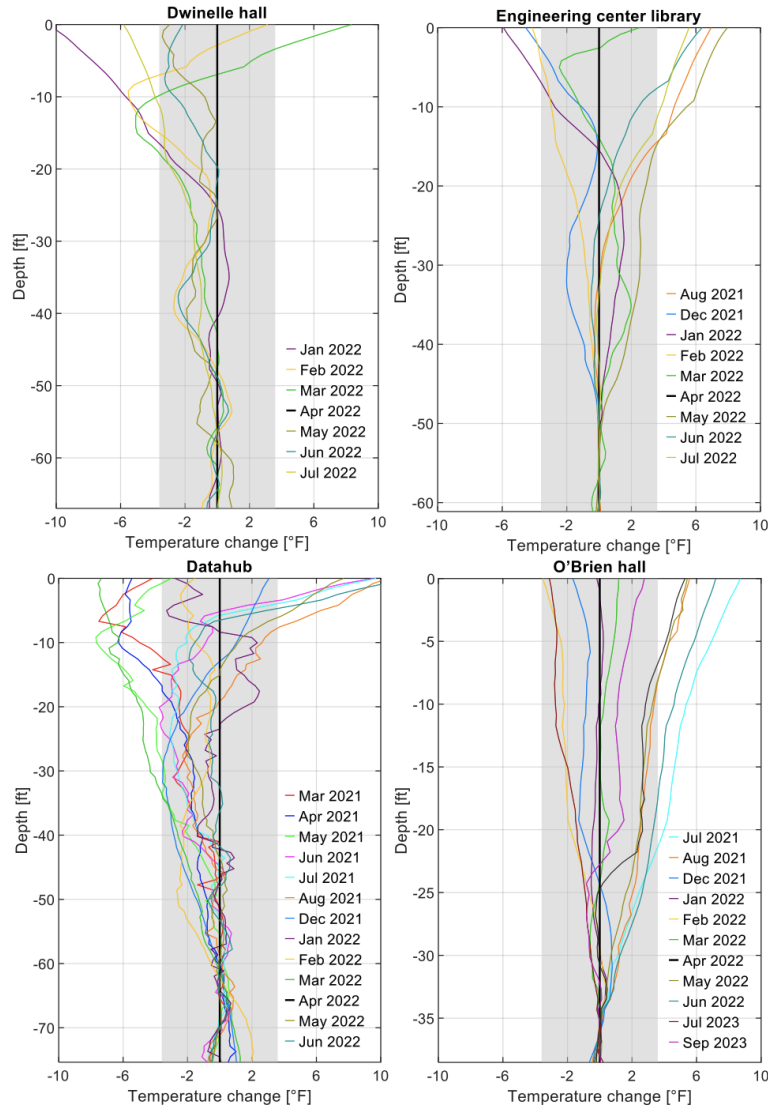 Dwinelle hall
0
-10
-20
-30
-40
-50
-60
Depth [ft]
Jan 2022
Feb 2022
Mar 2022
Apr 2022
May 2022
Jun 2022
Jul 2022
-10 -6 -2 2 6 10
Temperature change [°F]
Engineering center library
0
-10
-20
-30
-40
-50
-60
Depth [ft]
Aug 2021
Dec 2021
Jan 2022
Feb 2022
Mar 2022
Apr 2022
May 2022
Jun 2022
Jul 2022
-10 -6 -2 2 6 10
Temperature change [°F]
Datahub
0
-10
-20
-30
-40
-50
-60
-70
Depth [ft]
Mar 2021
Apr 2021
May 2021
Jun 2021
Jul 2021
Aug 2021
Dec 2021
Jan 2022
Feb 2022
Mar 2022
Apr 2022
May 2022
Jun 2022
-10 -6 -2 2 6 10
Temperature change [°F]
O'Brien hall
0
-5
-10
-15
-20
-25
-30
-35
Depth [ft]
Jul 2021
Aug 2021
Dec 2021
Jan 2022
Feb 2022
Mar 2022
Apr 2022
May 2022
Jun 2022
Jul 2023
Sep 2023
-10 -6 -2 2 6 10
Temperature change [°F]